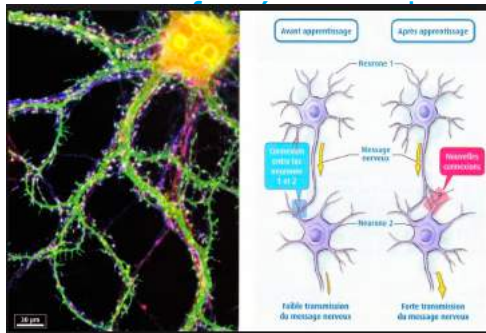 Avant apprentissage
Après apprentissage
Neurone 1
Connexion
entre les
neurones
1 et 2
Message
nerveux
Nouvelles
connexions
Neurone 2
Faible transmission
du message nerveux
Forte transmission
du message nerveux
10 µm